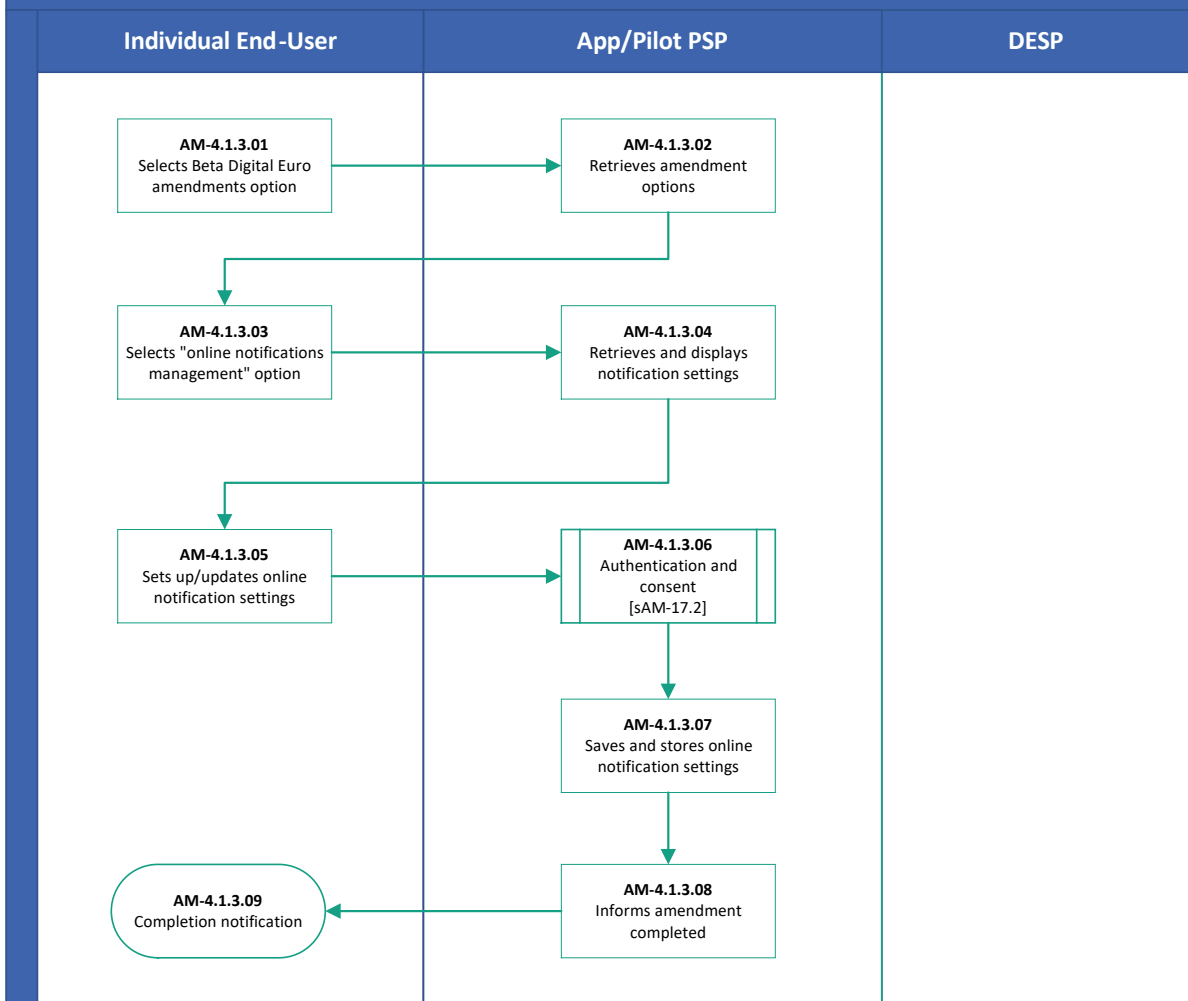 Individual End-User
App/Pilot PSP
DESP
AM-4.1.3.01
Selects Beta Digital Euro
amendments option
AM-4.1.3.02
Retrieves amendment
options
AM-4.1.3.03
Selects "online notifications
management" option
AM-4.1.3.04
Retrieves and displays
notification settings
AM-4.1.3.05
Sets up/updates online
notification settings
AM-4.1.3.06
Authentication and
consent
[sAM-17.2]
AM-4.1.3.07
Saves and stores online
notification settings
AM-4.1.3.08
Informs amendment
completed
AM-4.1.3.09
Completion notification